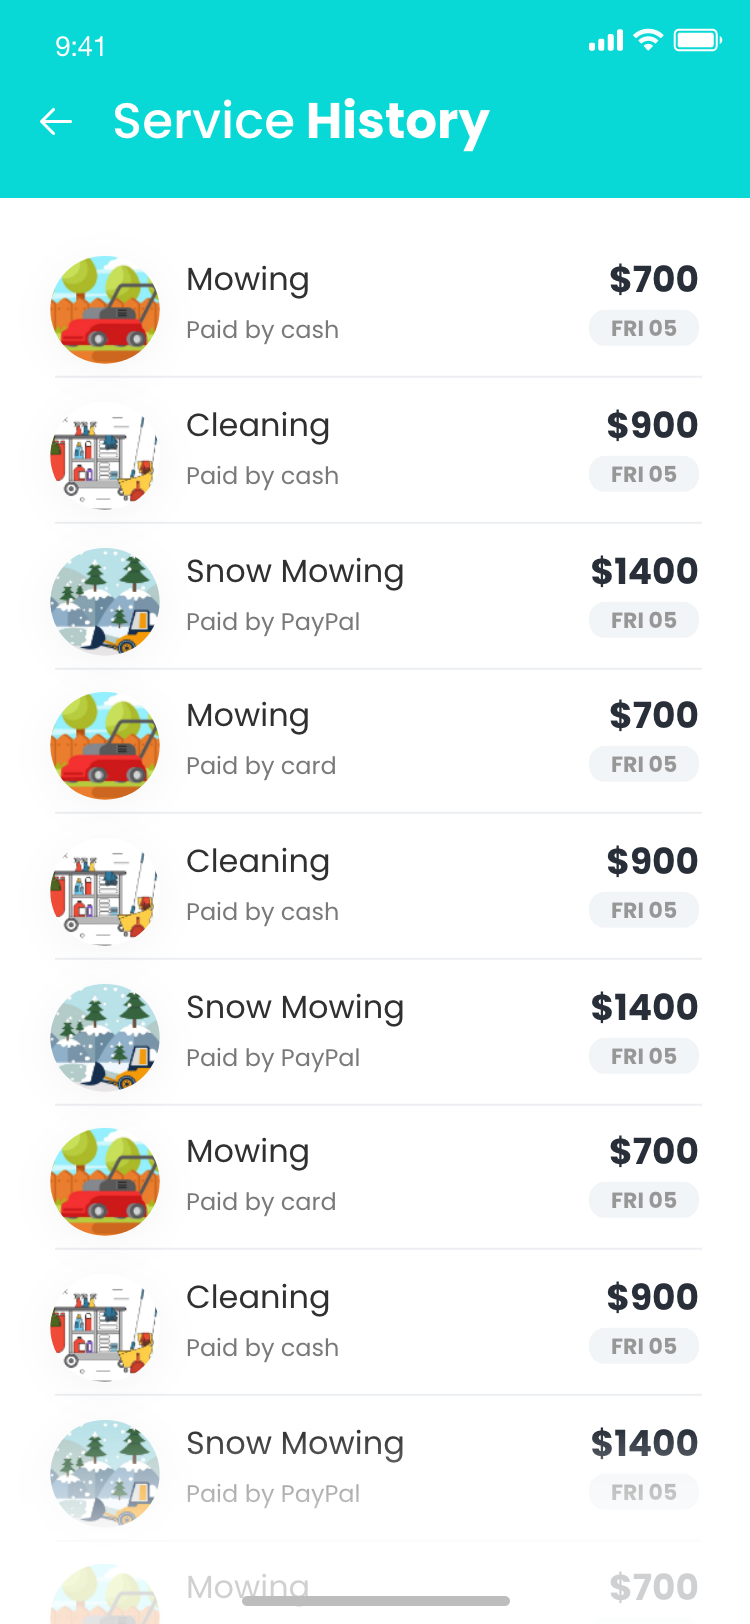 9:41
Service History
Mowing
$700
Paid by cash
FRI 05
Cleaning
$900
Paid by cash
FRI 05
Snow Mowing
$1400
Paid by PayPal
FRI 05
Mowing
$700
Paid by card
FRI 05
Cleaning
$900
Paid by cash
FRI 05
Snow Mowing
$1400
Paid by PayPal
FRI 05
Mowing
$700
Paid by card
FRI 05
Cleaning
$900
Paid by cash
FRI 05
Snow Mowing
$1400
Paid by PayPal
FRI 05
Mowing
$700